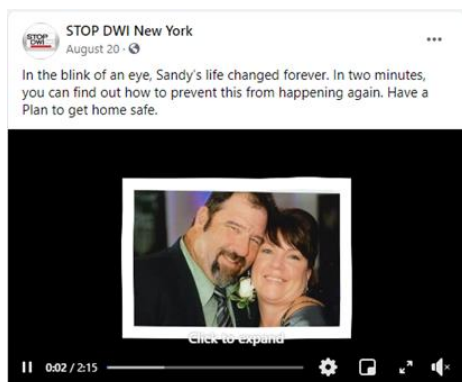 STOP DWI New York
STOP
DWI
August 20 ·
In the blink of an eye, Sandy's life changed forever. In two minutes,
you can find out how to prevent this from happening again. Have a
Plan to get home safe.
Click to expand
0:02 / 2:15